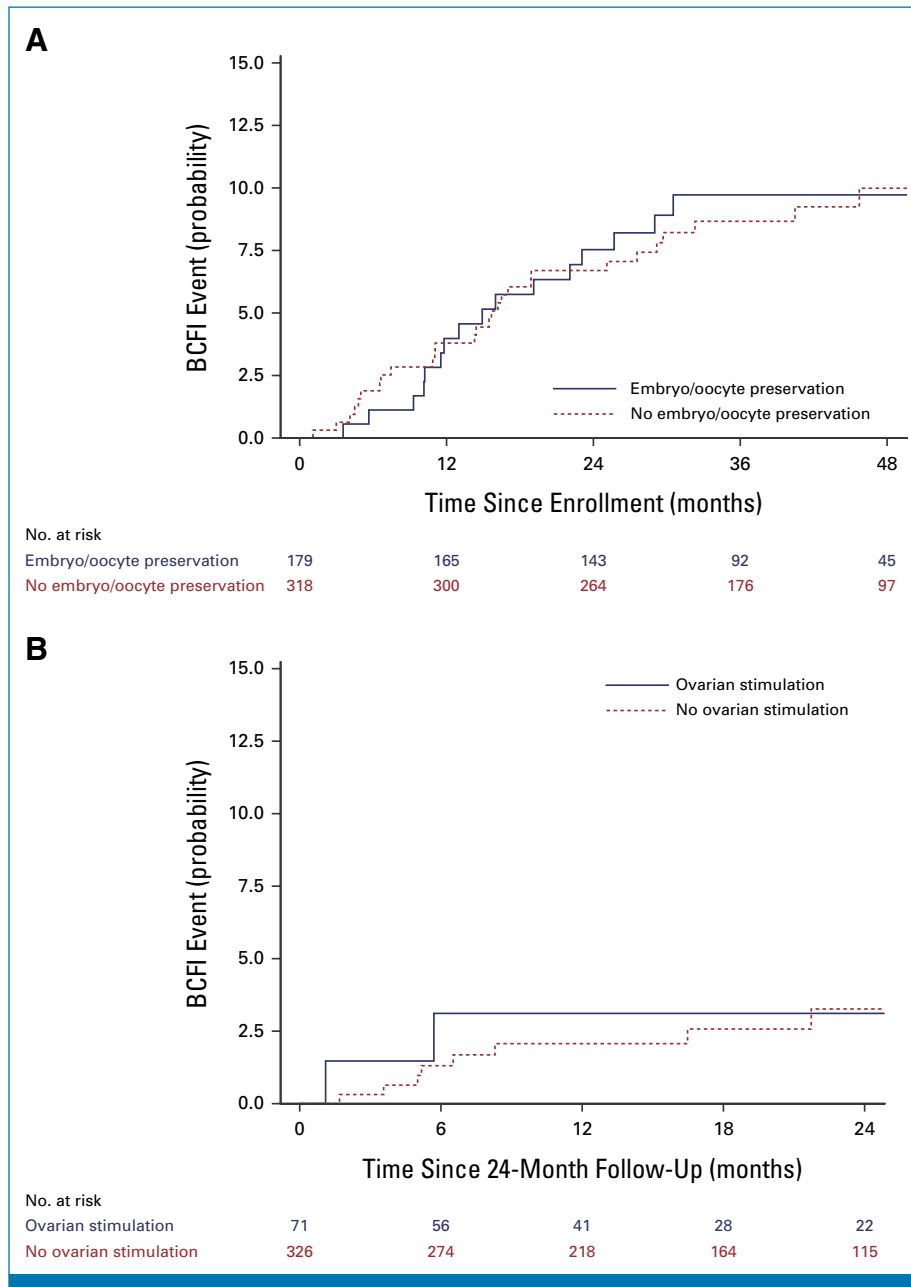 A
15.0
12.5
10.0
7.5
5.0
2.5
0.0
BCFI Event (probability)
Embryo/oocyte preservation
No embryo/oocyte preservation
0 12 24 36 48
Time Since Enrollment (months)
No. at risk
Embryo/oocyte preservation 179 165 143 92 45
No embryo/oocyte preservation 318 300 264 176 97
B
15.0
12.5
10.0
7.5
5.0
2.5
0.0
BCFI Event (probability)
Ovarian stimulation
No ovarian stimulation
0 6 12 18 24
Time Since 24-Month Follow-Up (months)
No. at risk
Ovarian stimulation 71 56 41 28 22
No ovarian stimulation 326 274 218 164 115